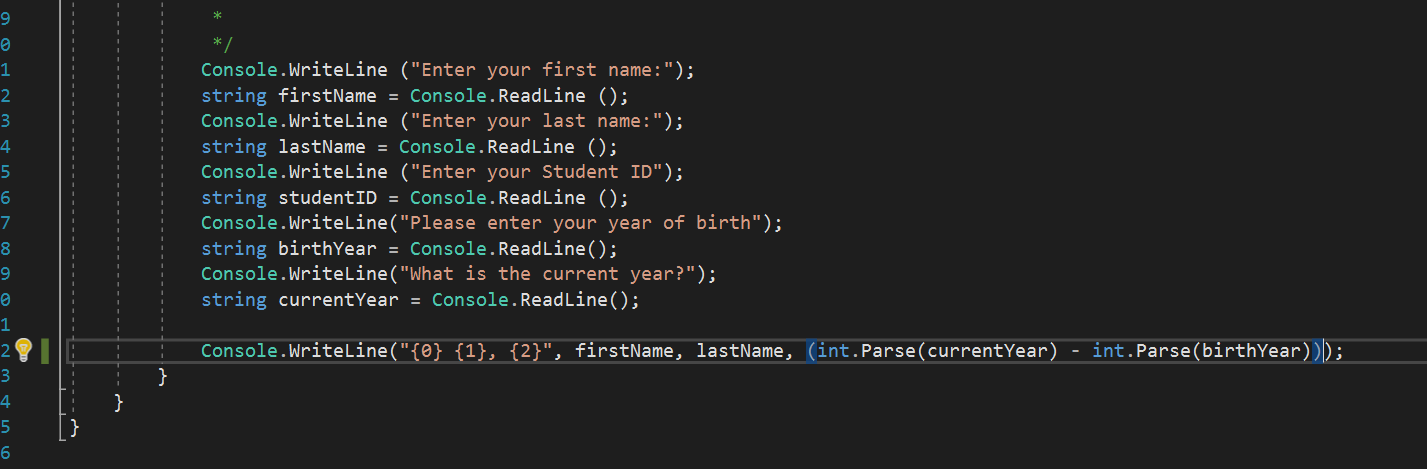 9 *
0 */
1 Console.WriteLine ("Enter your first name:");
2 string firstName = Console.ReadLine ();
3 Console.WriteLine ("Enter your last name:");
4 string lastName = Console.ReadLine ();
5 Console.WriteLine ("Enter your Student ID");
6 string studentID = Console.ReadLine ();
7 Console.WriteLine("Please enter your year of birth");
8 string birthYear = Console.ReadLine();
9 Console.WriteLine("What is the current year?");
0 string currentYear = Console.ReadLine();
1
2 Console.WriteLine("{0} {1}, {2}", firstName, lastName, (int.Parse(currentYear) - int.Parse(birthYear)));
3 }
4 }
5 }
6